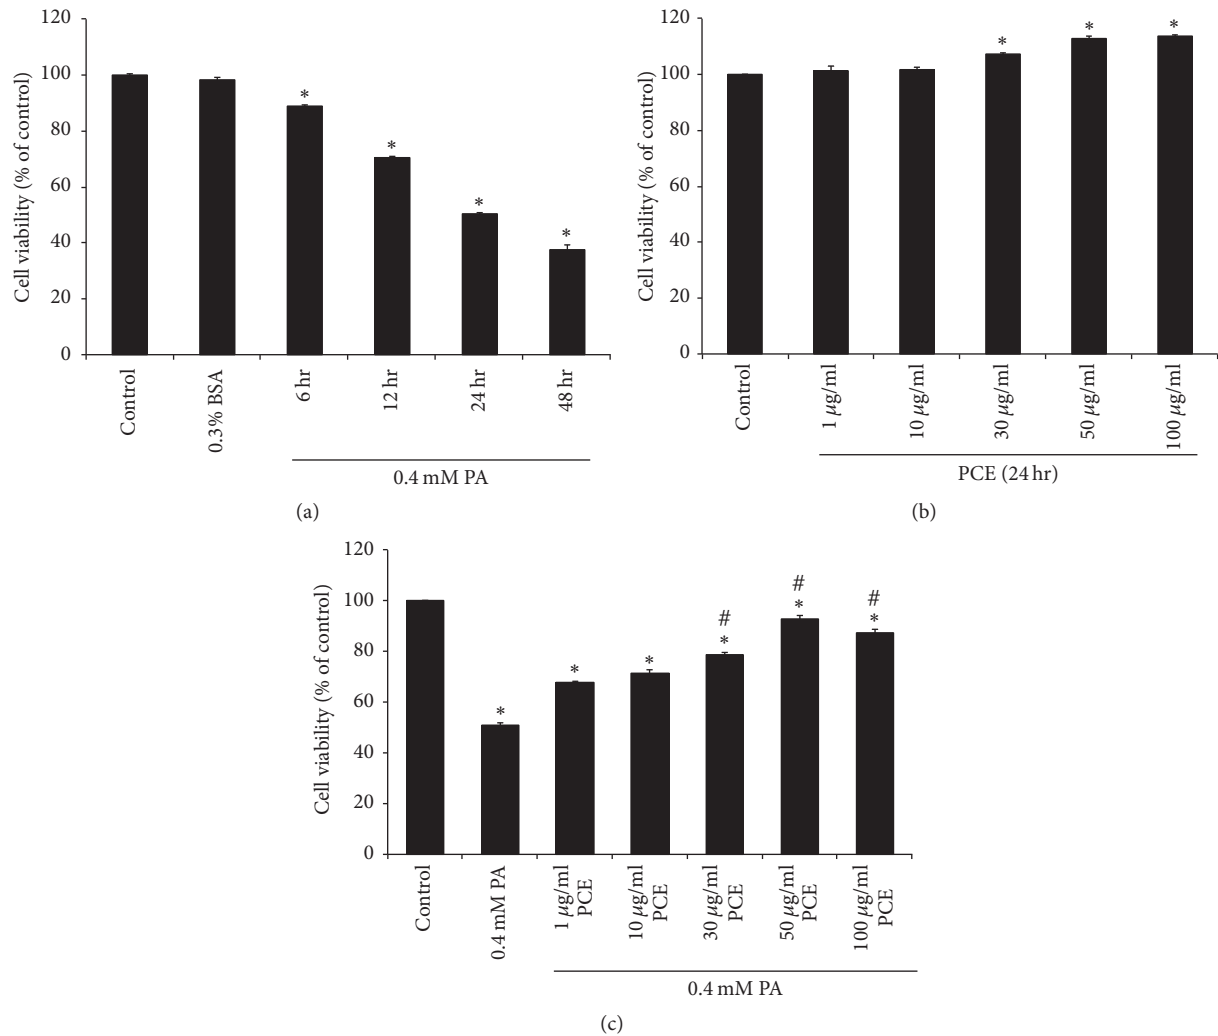 Cell viability (% of control)
120
100
80
60
40
20
0
*
*
*
*
Control
0.3% BSA
6 hr
12 hr
24 hr
48 hr
0.4 mM PA
(a)
Cell viability (% of control)
120
100
80
60
40
20
0
*
*
*
Control
1 μg/ml
10 μg/ml
30 μg/ml
50 μg/ml
100 μg/ml
PCE (24 hr)
(b)
Cell viability (% of control)
120
100
80
60
40
20
0
*
*
*
#
*
#
*
#
*
Control
0.4 mM PA
1 μg/ml
PCE
10 μg/ml
PCE
30 μg/ml
PCE
50 μg/ml
PCE
100 μg/ml
PCE
0.4 mM PA
(c)